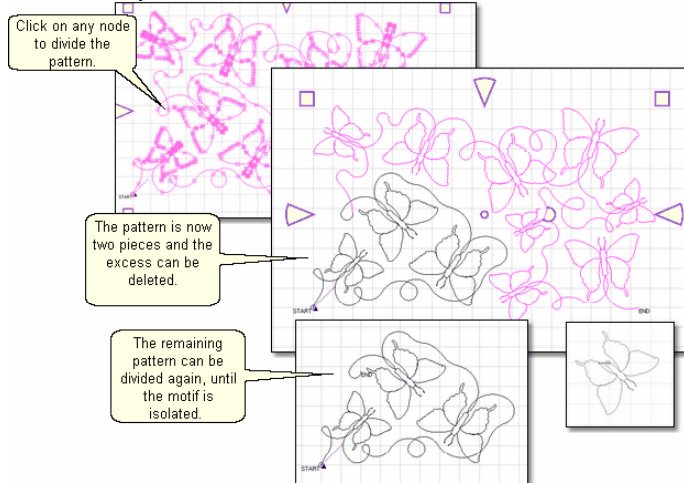 Click on any node
to divide the
pattern.
START
The pattern is now
two pieces and the
excess can be
deleted.
START
END
The remaining
pattern can be
divided again, until
the motif is
isolated.
END
START